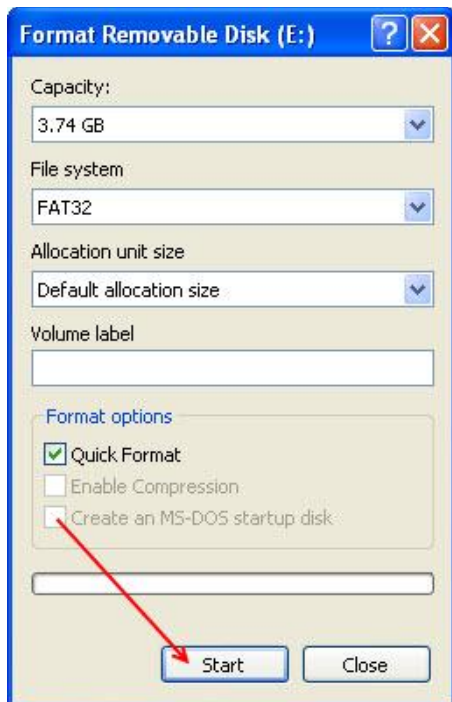 Format Removable Disk (E:)
Capacity:
3.74 GB
File system
FAT32
Allocation unit size
Default allocation size
Volume label
Format options
Quick Format
Enable Compression
Create an MS-DOS startup disk
Start Close